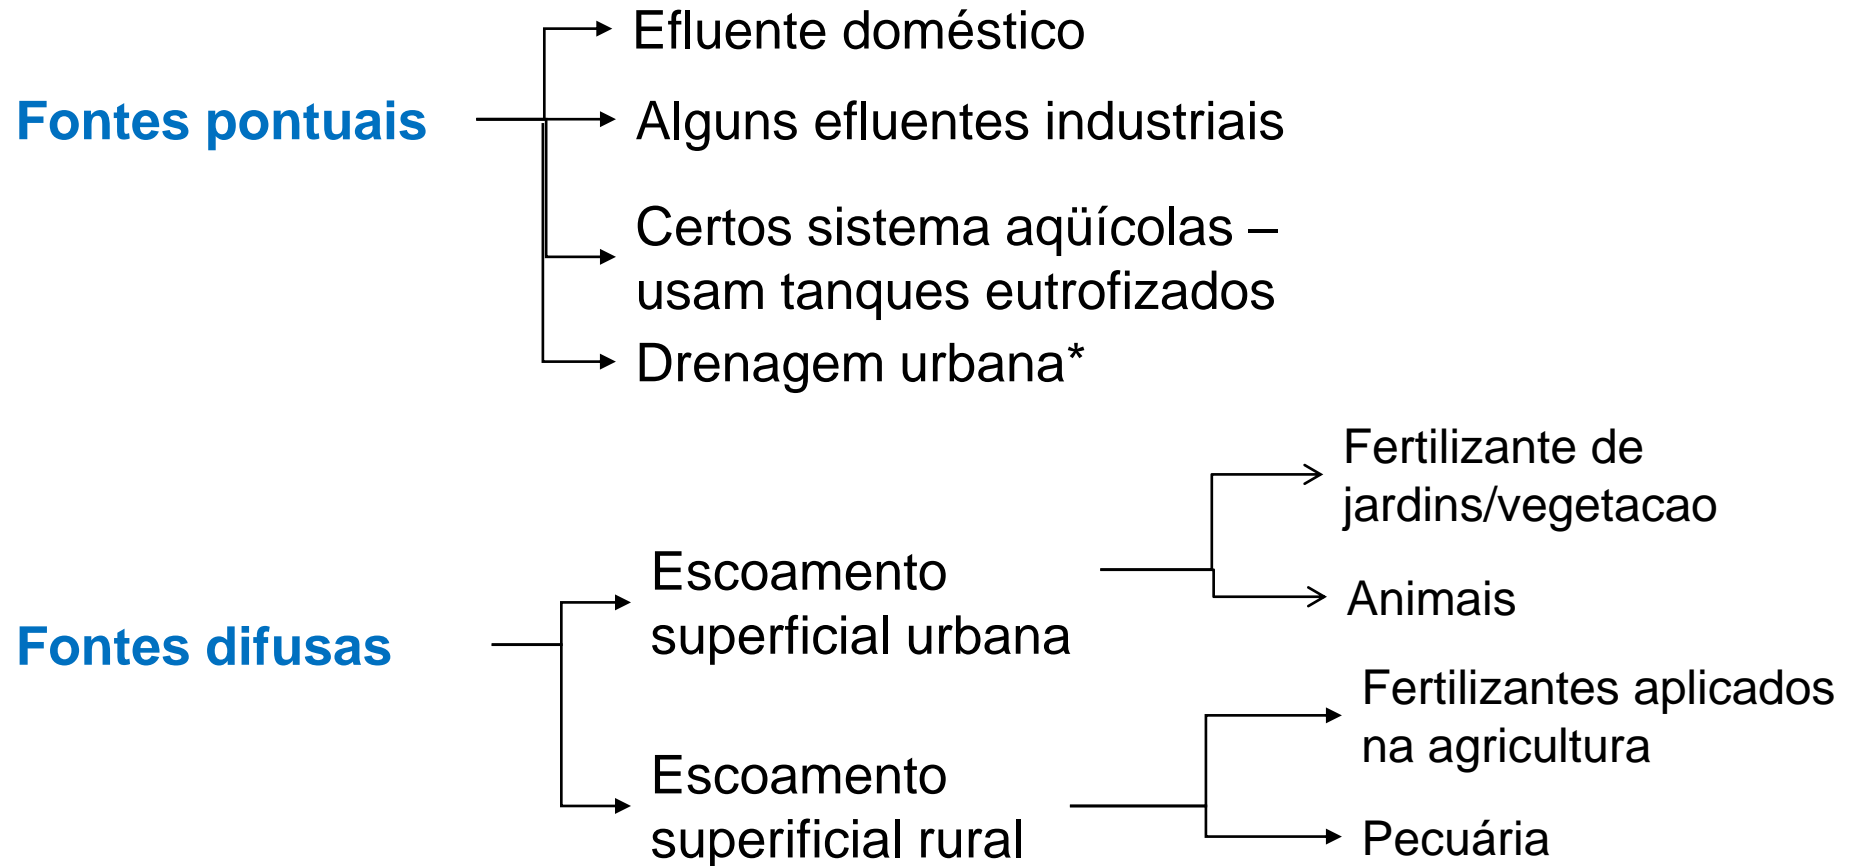 Efluente doméstico
Fontes pontuais
Alguns efluentes industriais
Certos sistema aqüícolas –
usam tanques eutrofizados
Drenagem urbana*
Fertilizante de
jardins/vegetacao
Escoamento
superficial urbana
Animais
Fontes difusas
Fertilizantes aplicados
na agricultura
Escoamento
superificial rural
Pecuária